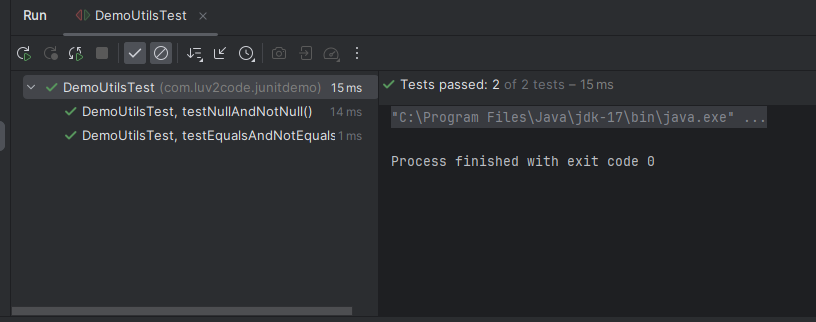 Run DemoUtilsTest
DemoUtilsTest (com.luv2code.junitdemo) 15 ms
DemoUtilsTest, testNullAndNotNull() 14 ms
DemoUtilsTest, testEqualsAndNotEquals 1 ms
Tests passed: 2 of 2 tests – 15 ms
"C:\Program Files\Java\jdk-17\bin\java.exe" ...
Process finished with exit code 0